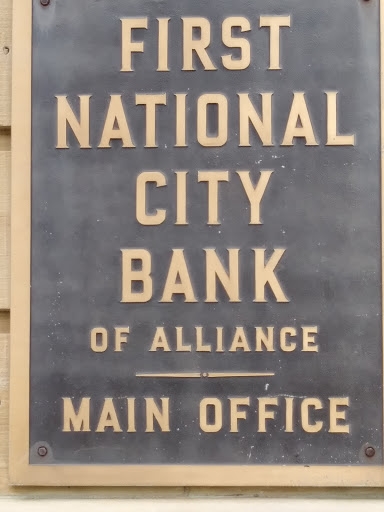 FIRST
NATIONAL
CITY
BANK
OF ALLIANCE
MAIN OFFICE